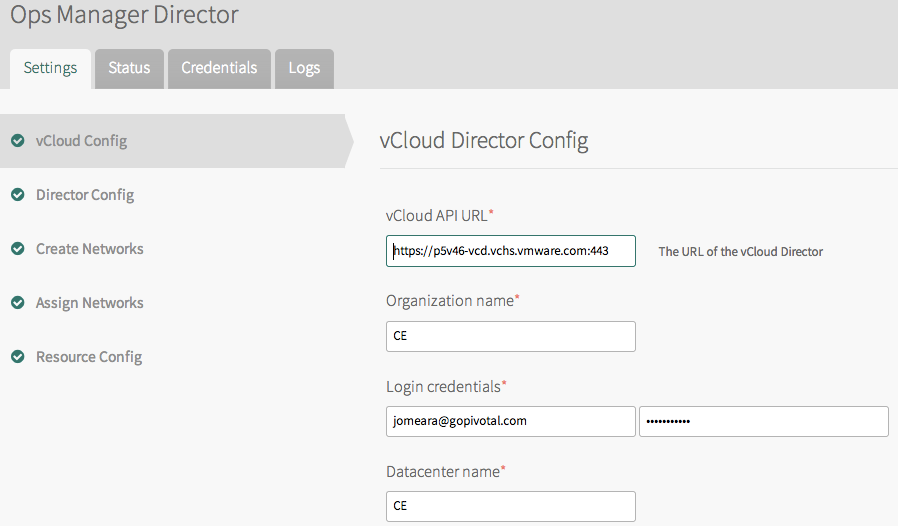 Ops Manager Director
Settings
Status
Credentials
Logs
vCloud Config
Director Config
Create Networks
Assign Networks
Resource Config
vCloud Director Config
vCloud API URL*
https://p5v46-vcd.vchs.vmware.com:443
The URL of the vCloud Director
Organization name*
CE
Login credentials*
jomeara@gopivotal.com
•••••••••••
Datacenter name*
CE